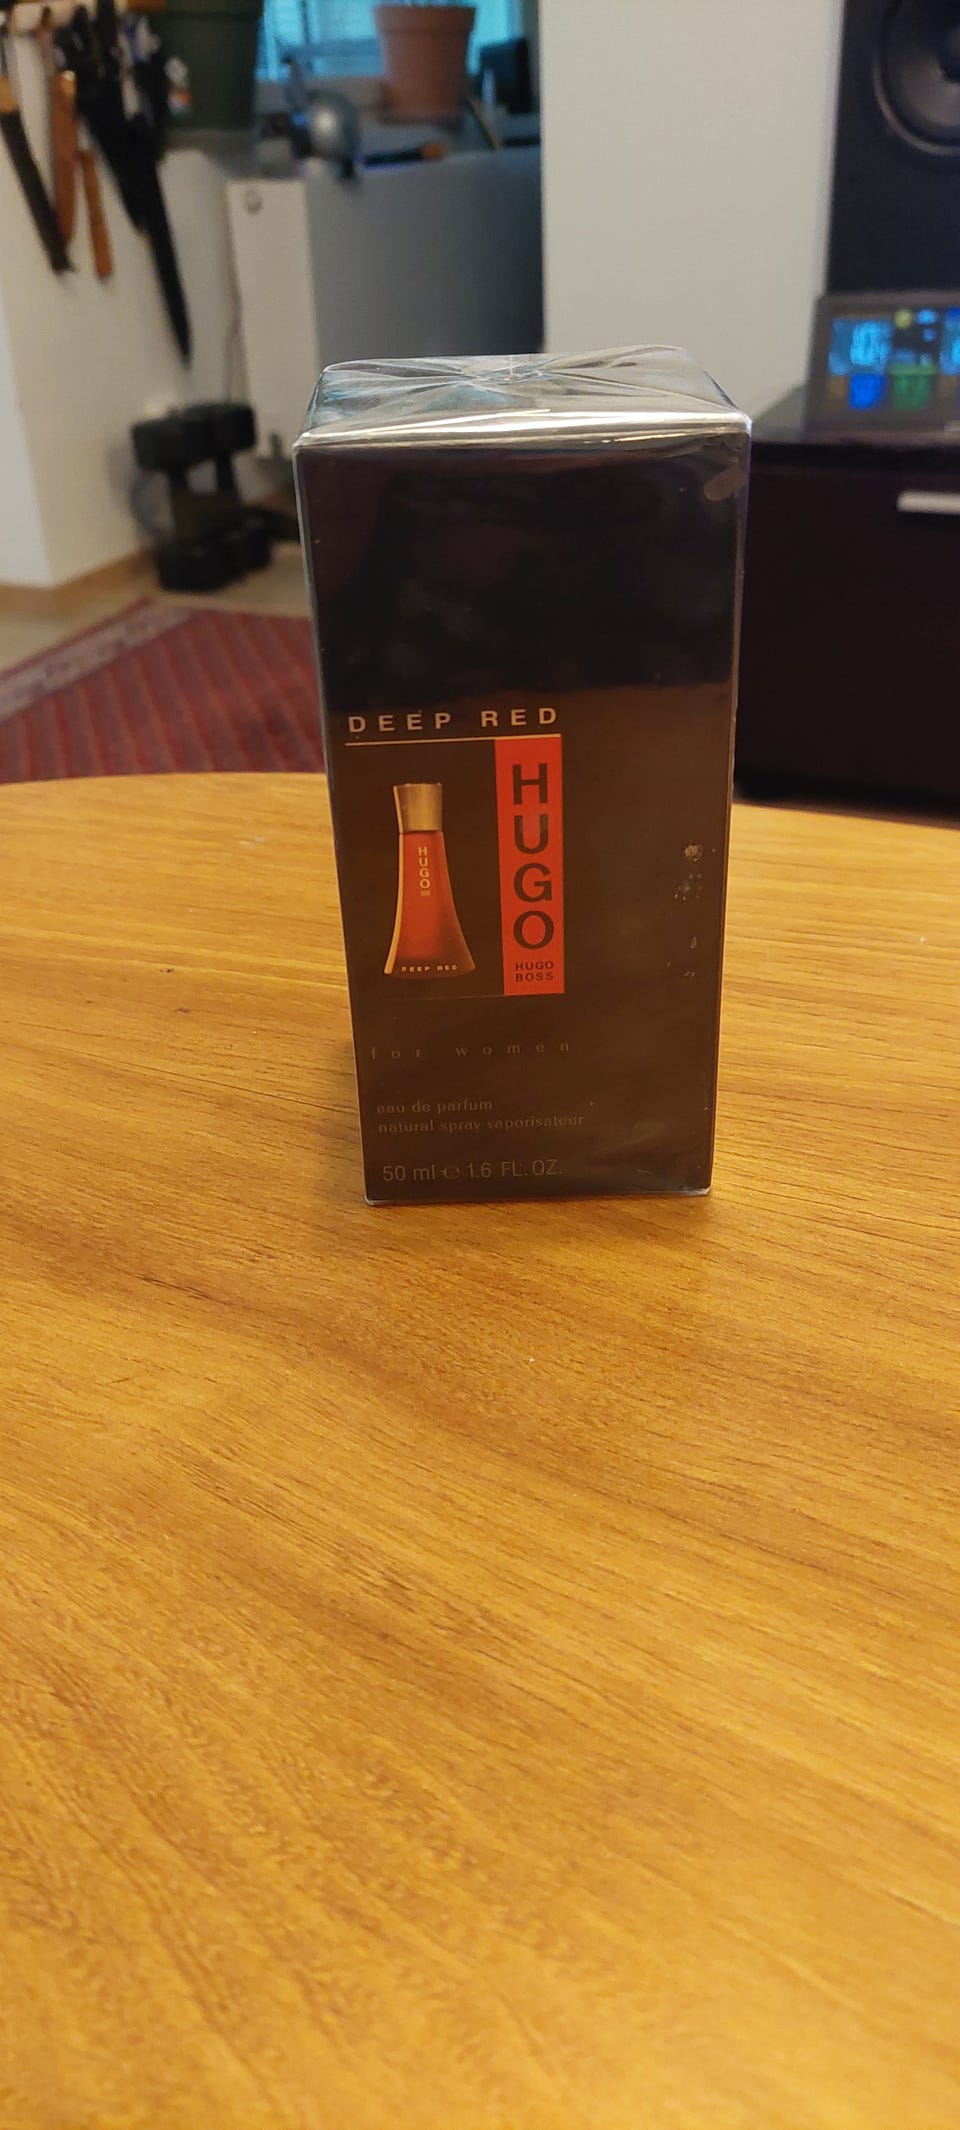 DEEP RED
HUGO
HUGO
BOSS
HUGO
DEEP RED
for women
eau de parfum
natural spray vaporisateur
50 ml ℮ 1.6 FL.OZ.